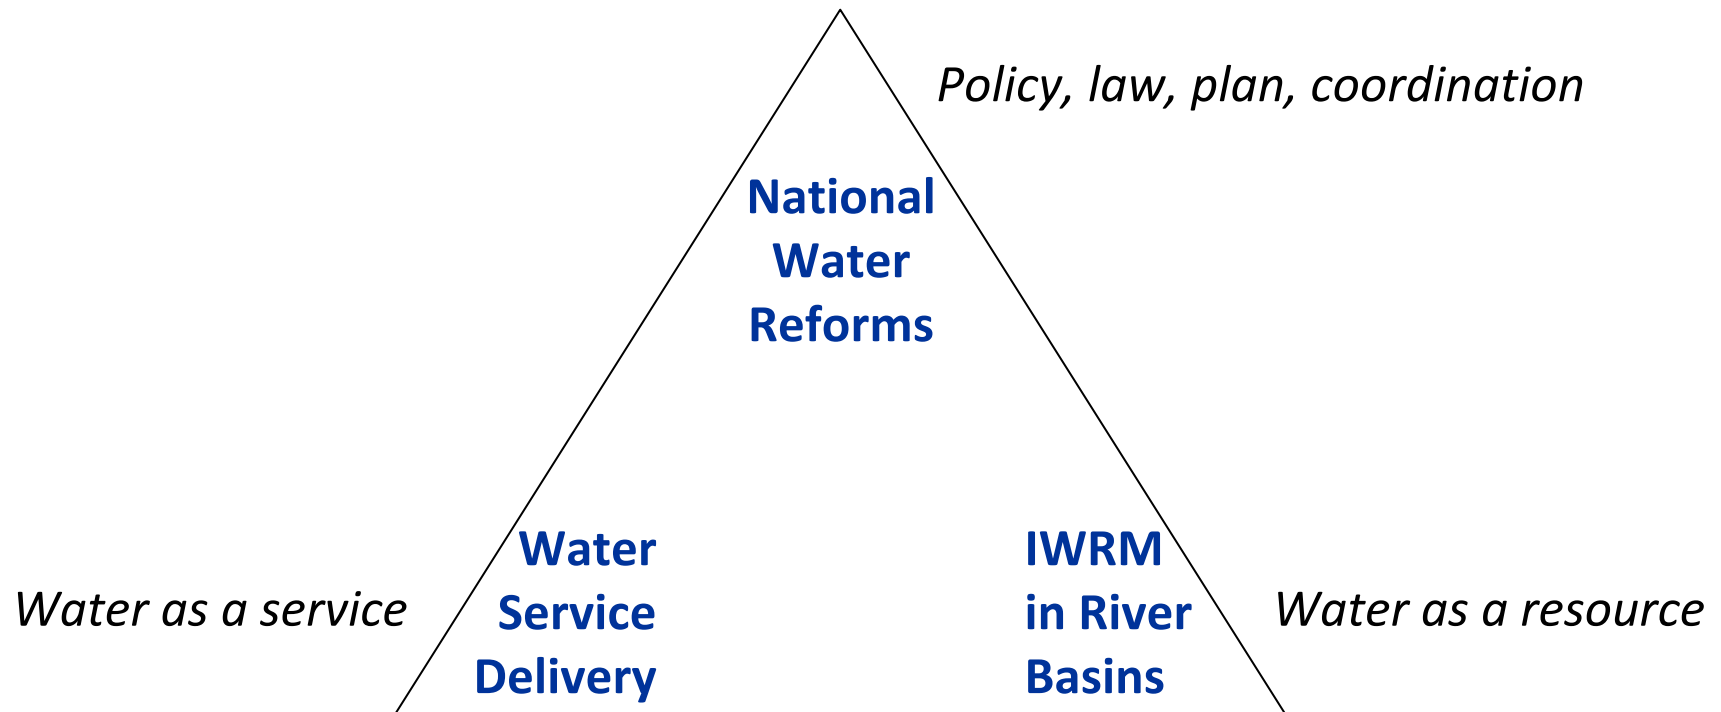 Policy, law, plan, coordination
National
Water
Reforms
Water as a service
Water
Service
Delivery
IWRM
in River
Basins
Water as a resource